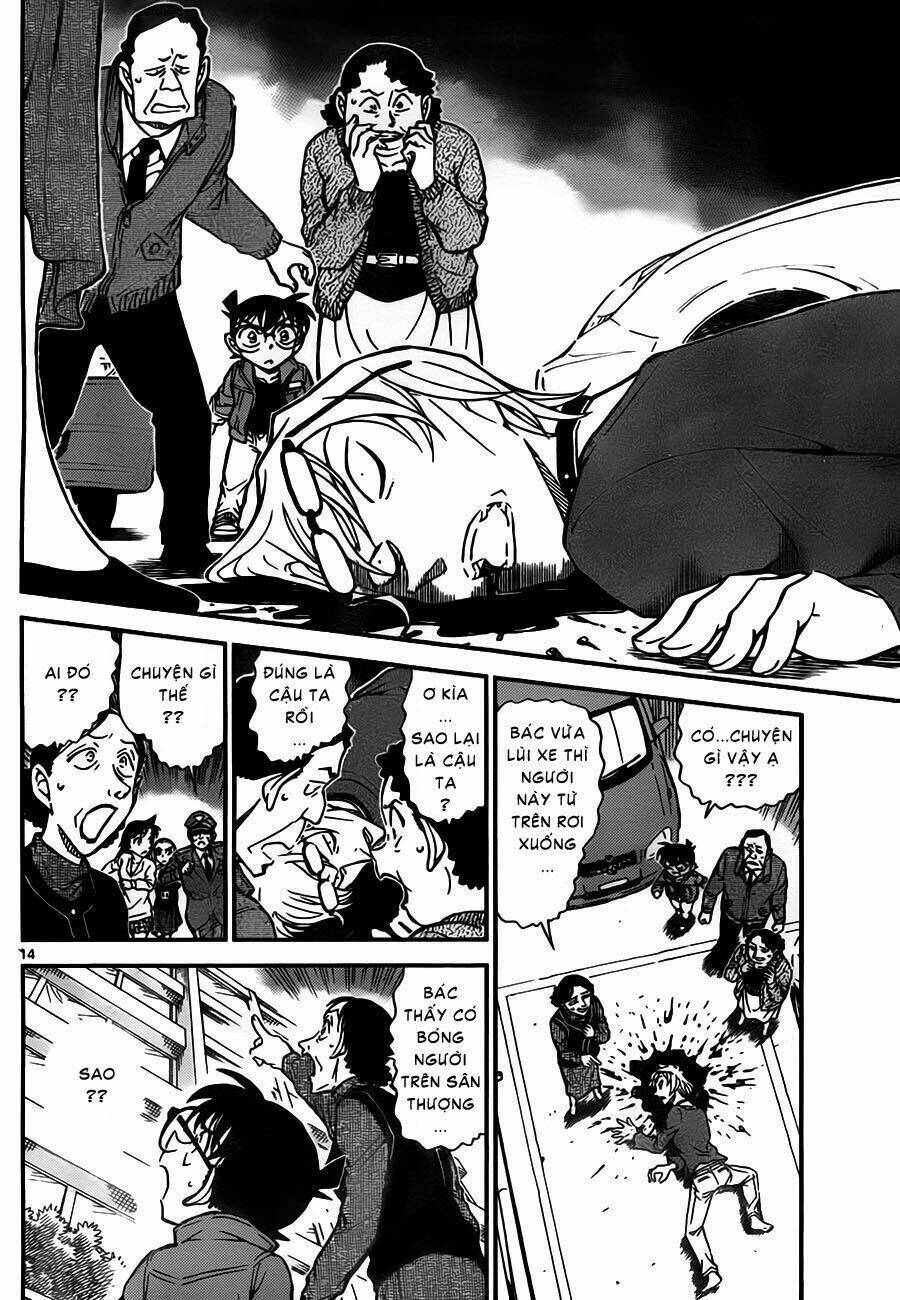 CÓ...CHUYỆN
GÌ VẬY Ạ
???
BÁC VỪA
LÙI XE THÌ
NGƯỜI
NÀY TỪ
TRÊN RƠI
XUỐNG
Ơ KÌA
...
SAO LẠI
LÀ CẬU
TA
?
ĐÚNG LÀ
CẬU TA
RỒI
...
CHUYỆN GÌ
THẾ
??
AI ĐÓ
??
14
BÁC
THẤY CÓ
BÓNG
NGƯỜI
TRÊN SÂN
THƯỢNG
...
SAO
??